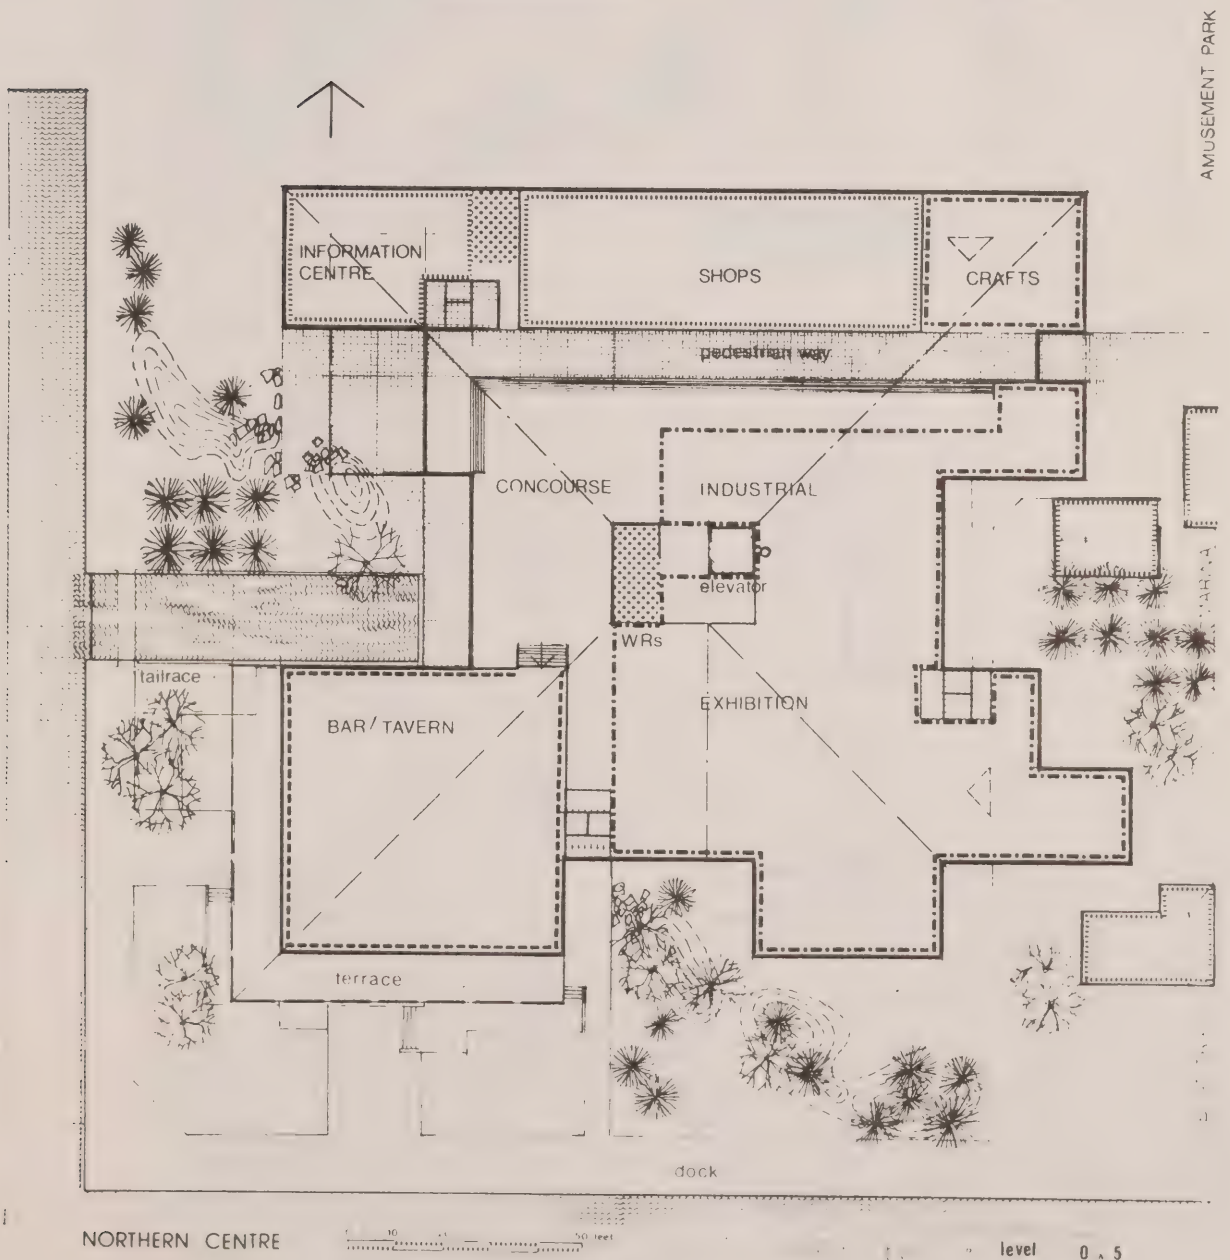 AMUSEMENT PARK
INFORMATION
CENTRE
SHOPS
CRAFTS
pedestrian way
CONCOURSE
INDUSTRIAL
elevator
WRs
tailrace
BAR/TAVERN
EXHIBITION
terrace
dock
NORTHERN CENTRE
10
50 feet
level 0.5